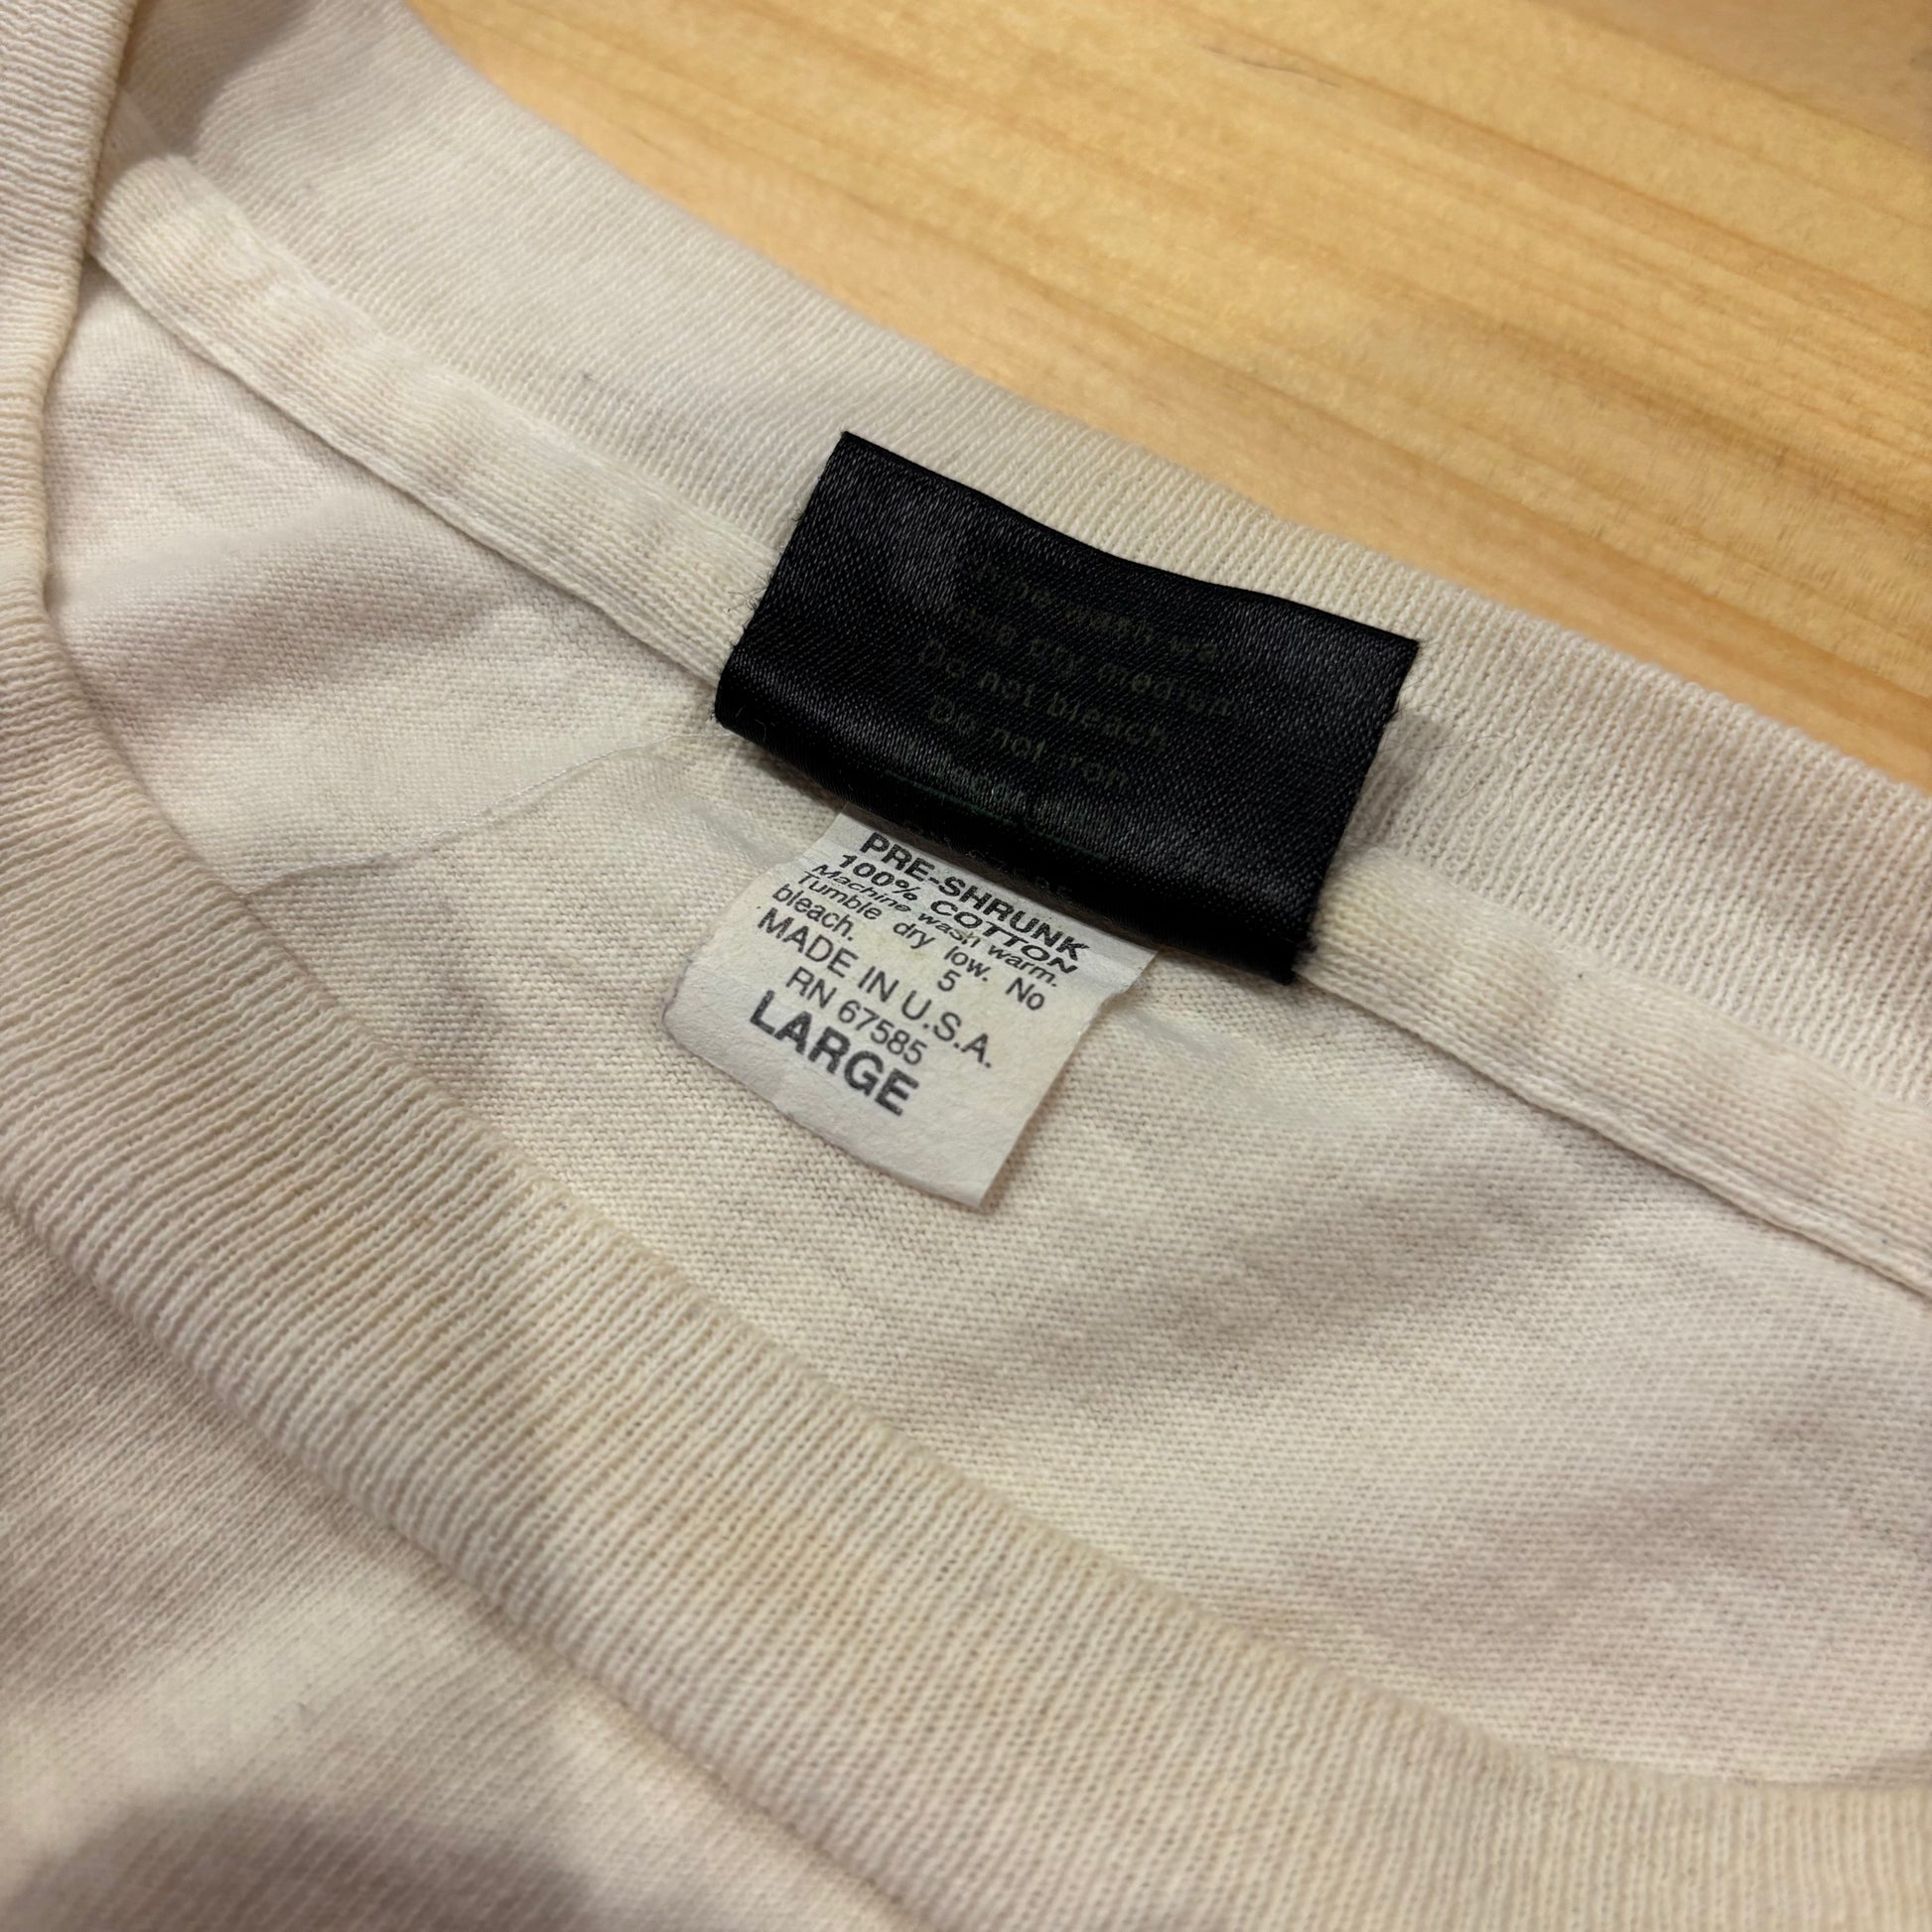 Do not bleach
Do not iron
PRE-SHRUNK
100% COTTON
Machine wash warm.
Tumble dry low. No
bleach. 5
MADE IN U.S.A.
RN 67585
LARGE